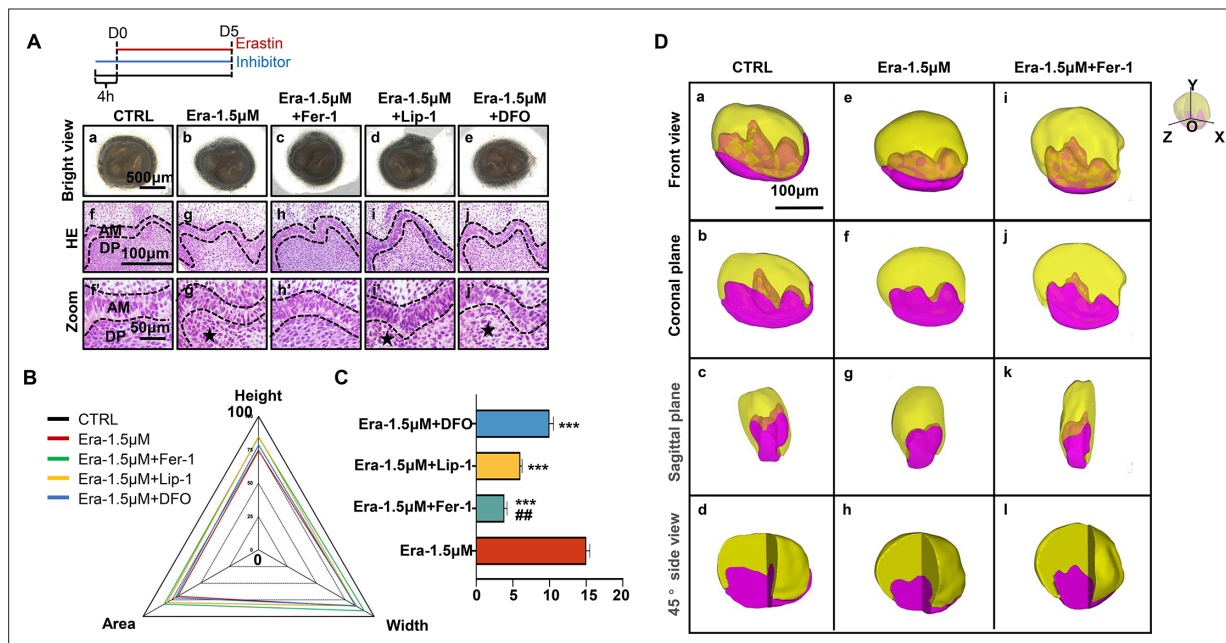 A
D0
D5
Erastin
Inhibitor
4h
CTRL
Era-1.5μM
Era-1.5μM
+Fer-1
Era-1.5μM
+Lip-1
Era-1.5μM
+DFO
Bright view
a
b
c
d
e
500μm
HE
f
g
h
i
j
AM
DP
100μm
Zoom
f'
g'
h'
i'
j'
AM
DP
50μm
B
CTRL
Era-1.5μM
Era-1.5μM+Fer-1
Era-1.5μM+Lip-1
Era-1.5μM+DFO
Height
100
75
50
25
0
0
Area
Width
C
Era-1.5μM+DFO
***
Era-1.5μM+Lip-1
***
Era-1.5μM+Fer-1
***
##
Era-1.5μM
0 5 10 15 20
D
CTRL
Era-1.5μM
Era-1.5μM+Fer-1
Y
O
Z
X
Front view
a
e
i
100μm
Coronal plane
b
f
j
Sagittal plane
c
g
k
45 ° side view
d
h
l